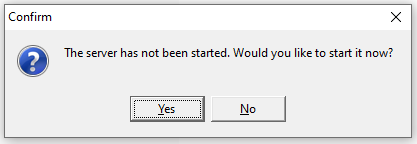 Confirm
The server has not been started. Would you like to start it now?
Yes
No